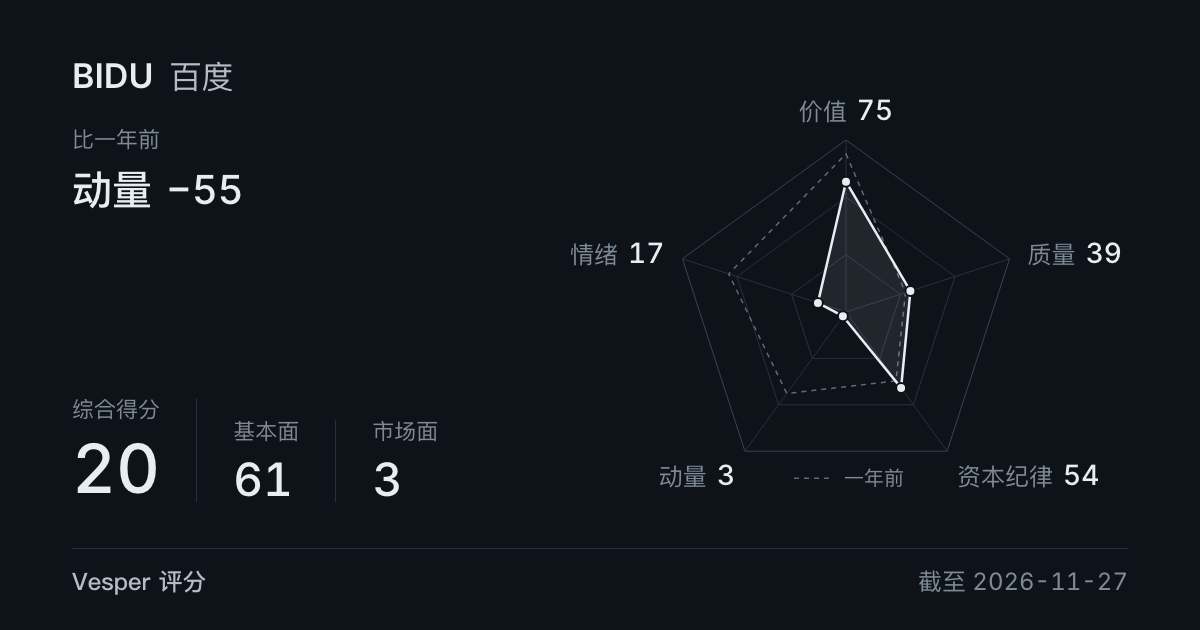 BIDU 百度
比一年前
动量 −55
综合得分
20
基本面
61
市场面
3
价值 75
情绪 17
质量 39
动量 3
一年前
资本纪律 54
Vesper 评分
截至 2026-11-27